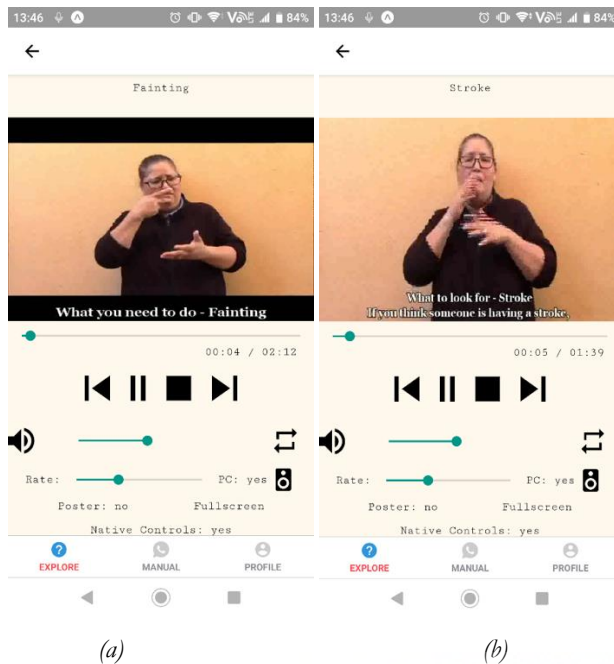 13:46 84%
Fainting
What you need to do - Fainting
00:04 / 02:12
Rate: PC: yes
Poster: no Fullscreen
Native Controls: yes
EXPLORE MANUAL PROFILE
(a)
13:46 84%
Stroke
What to look for - Stroke
If you think someone is having a stroke,
00:05 / 01:39
Rate: PC: yes
Poster: no Fullscreen
Native Controls: yes
EXPLORE MANUAL PROFILE
(b)